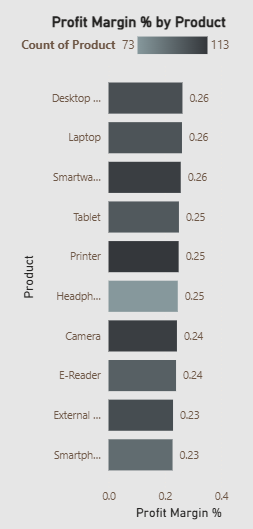 Profit Margin % by Product
Count of Product 73 113
Desktop ... 0.26
Laptop 0.26
Smartwa... 0.26
Tablet 0.25
Printer 0.25
Headph... 0.25
Camera 0.24
E-Reader 0.24
External ... 0.23
Smartph... 0.23
Product
0.0 0.2 0.4
Profit Margin %